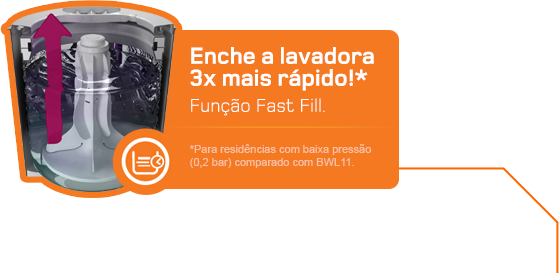 Enche a lavadora
3x mais rápido!*
Função Fast Fill.
*Para residências com baixa pressão
(0,2 bar) comparado com BWL11.